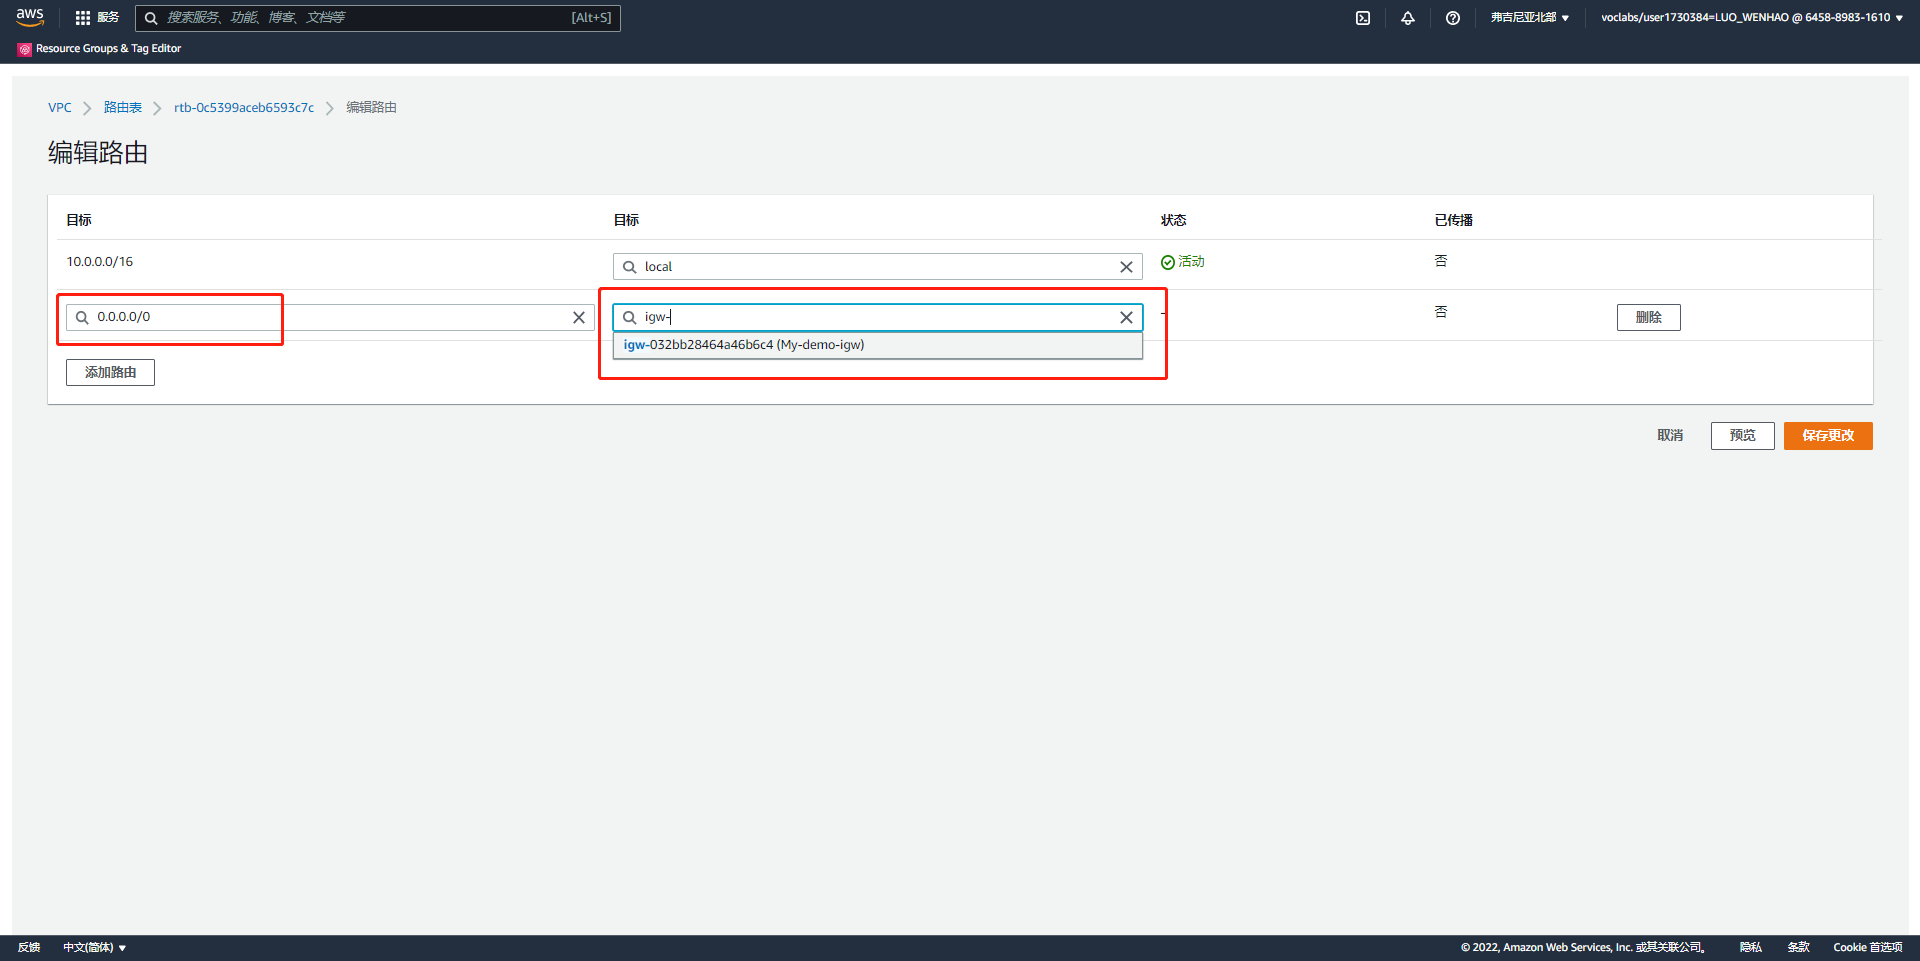 aws 服务 搜索服务、功能、博客、文档等 [Alt+S] 弗吉尼亚北部 voclabs/user1730384=LUO_WENHAO @ 6458-8983-1610
Resource Groups & Tag Editor
VPC 路由表 rtb-0c5399aceb6593c7c 编辑路由
编辑路由
目标 目标 状态 已传播
10.0.0.0/16 local 活动 否
0.0.0.0/0 igw- - 否 删除
igw-032bb28464a46b6c4 (My-demo-igw)
添加路由
取消 预览 保存更改
反馈 中文(简体) © 2022, Amazon Web Services, Inc. 或其关联公司。 隐私 条款 Cookie 首选项